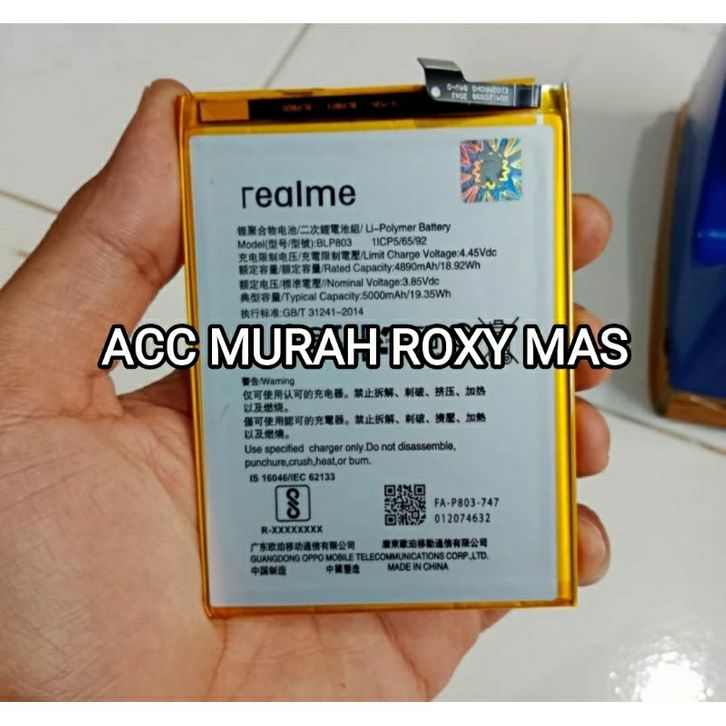 realme
锂聚合物电池/二次鋰電池組/ Li-Polymer Battery
Model(型号/型號):BLP803 1ICP5/65/92
充电限制电压/充電限制電壓/Limit Charge Voltage:4.45Vdc
额定容量/額定容量/Rated Capacity:4890mAh/18.92Wh
额定电压/標準電壓//Nominal Voltage:3.85Vdc
典型容量/Typical Capacity:5000mAh/19.35Wh
执行标准:GB/T 31241-2014
ACC MURAH ROXY MAS
警告/Warning
仅可使用认可的充电器。禁止拆解、刺破、挤压、加热
以及燃烧。
僅可使用認可的充電器。禁止拆解、刺破、擠壓、加熱
以及燃燒。
Use specified charger only.Do not disassemble,
punchure,crush,heat,or burn.
IS 16046/IEC 62133
R-XXXXXXXX
FA-P803-747
012074632
广东欧珀移动通信有限公司 廣東歐珀移動通信有限公司
GUANGDONG OPPO MOBILE TELECOMMUNICATIONS CORP.,LTD.
中国制造 中國製造 MADE IN CHINA